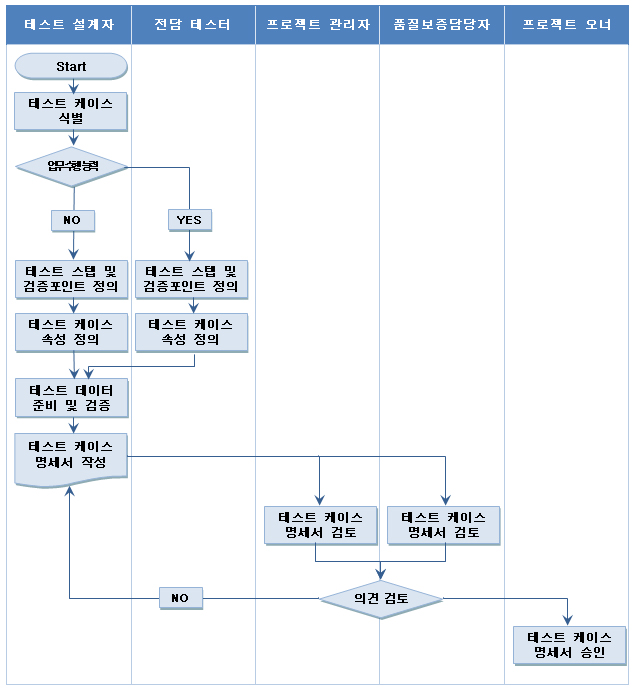 테스트 설계자
전담 테스터
프로젝트 관리자
품질보증담당자
프로젝트 오너
Start
테스트 케이스
식별
업무수행능력
NO
YES
테스트 스텝 및
검증포인트 정의
테스트 스텝 및
검증포인트 정의
테스트 케이스
속성 정의
테스트 케이스
속성 정의
테스트 데이터
준비 및 검증
테스트 케이스
명세서 작성
테스트 케이스
명세서 검토
테스트 케이스
명세서 검토
의견 검토
NO
테스트 케이스
명세서 승인